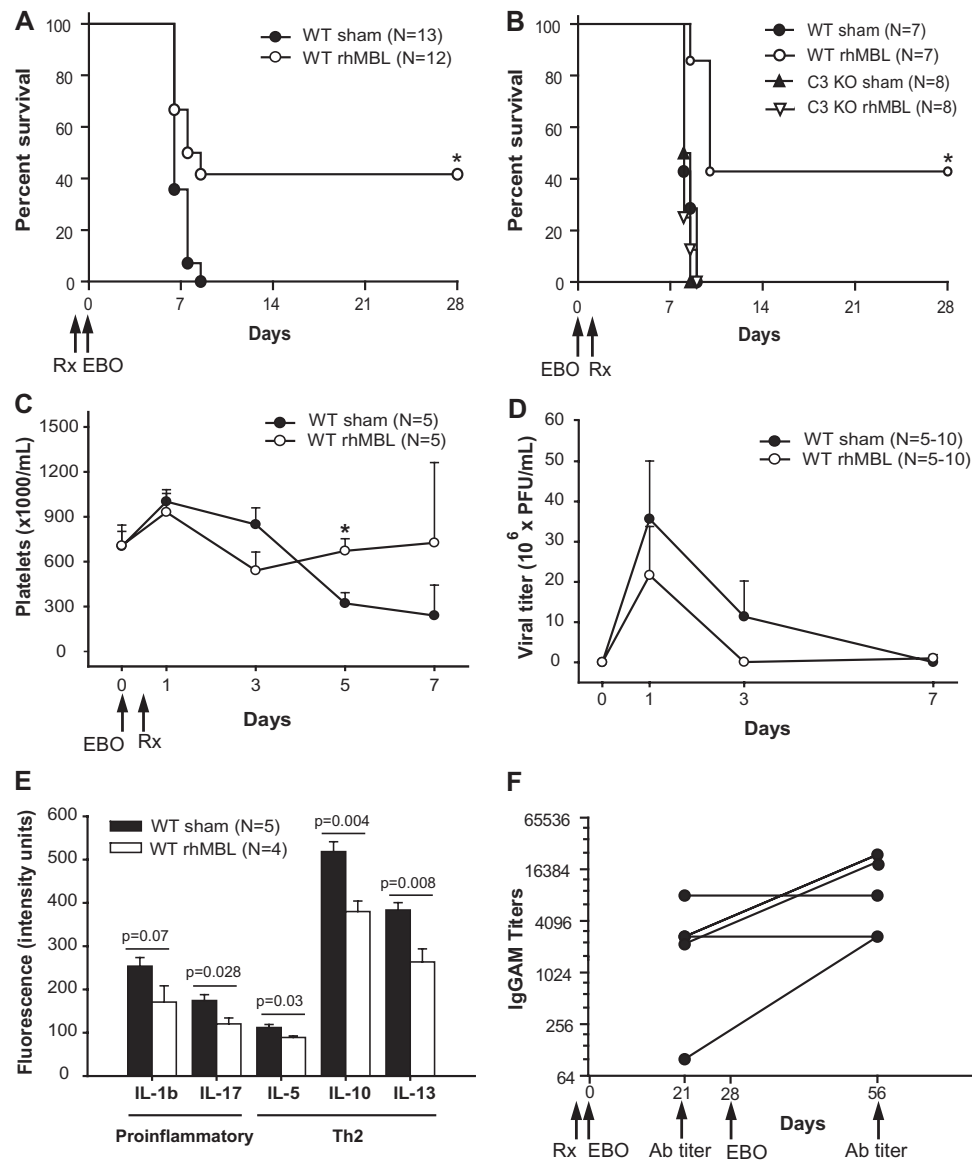 A
WT sham (N=13)
WT rhMBL (N=12)
Percent survival
100
80
60
40
20
0
*
0 7 14 21 28
Days
Rx EBO
B
WT sham (N=7)
WT rhMBL (N=7)
C3 KO sham (N=8)
C3 KO rhMBL (N=8)
Percent survival
100
80
60
40
20
0
*
0 7 14 21 28
Days
EBO Rx
C
WT sham (N=5)
WT rhMBL (N=5)
Platelets (x1000/mL)
1500
1200
900
600
300
0
*
0 1 3 5 7
Days
EBO Rx
D
WT sham (N=5-10)
WT rhMBL (N=5-10)
Viral titer (10^6 x PFU/mL)
60
50
40
30
20
10
0
0 1 3 7
Days
E
WT sham (N=5)
WT rhMBL (N=4)
Fluorescence (intensity units)
600
500
400
300
200
100
0
p=0.07
p=0.028
p=0.03
p=0.004
p=0.008
IL-1b IL-17 IL-5 IL-10 IL-13
Proinflammatory Th2
F
IgGAM Titers
65536
16384
4096
1024
256
64
0 21 28 56
Days
Rx EBO Ab titer EBO Ab titer